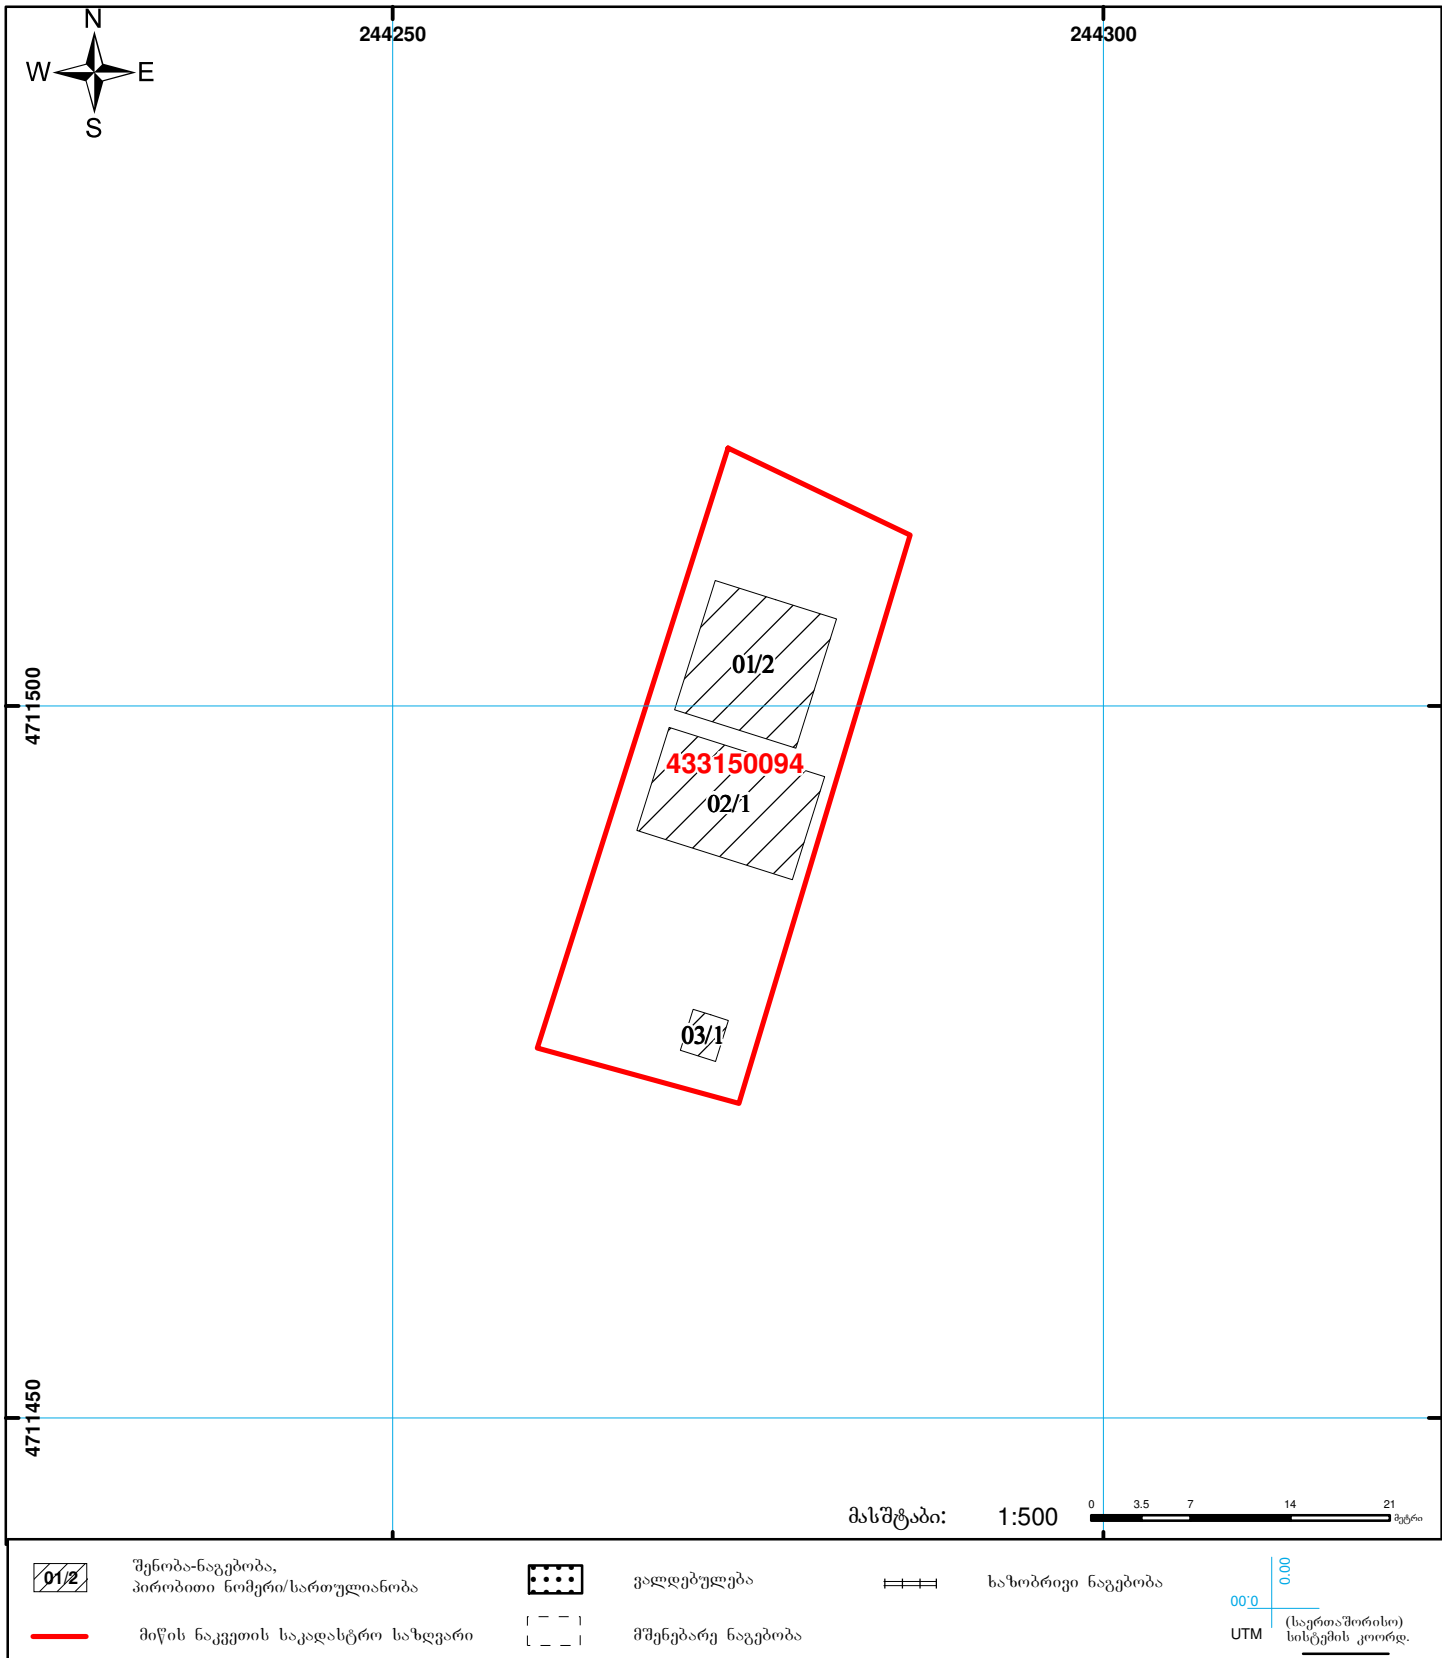 N
W E
S
244250
244300
4711500
4711450
01/2
433150094
02/1
03/1
მასშტაბი: 1:500
0 3.5 7 14 21
მეტრი
01/2
შენობა-ნაგებობა,
პირობითი ნომერი/სართულიანობა
ვალდებულება
ხაზობრივი ნაგებობა
მიწის ნაკვეთის საკადასტრო საზღვარი
მშენებარე ნაგებობა
0.00
00.0
UTM
(საერთაშორისო)
სისტემის კოორდ.